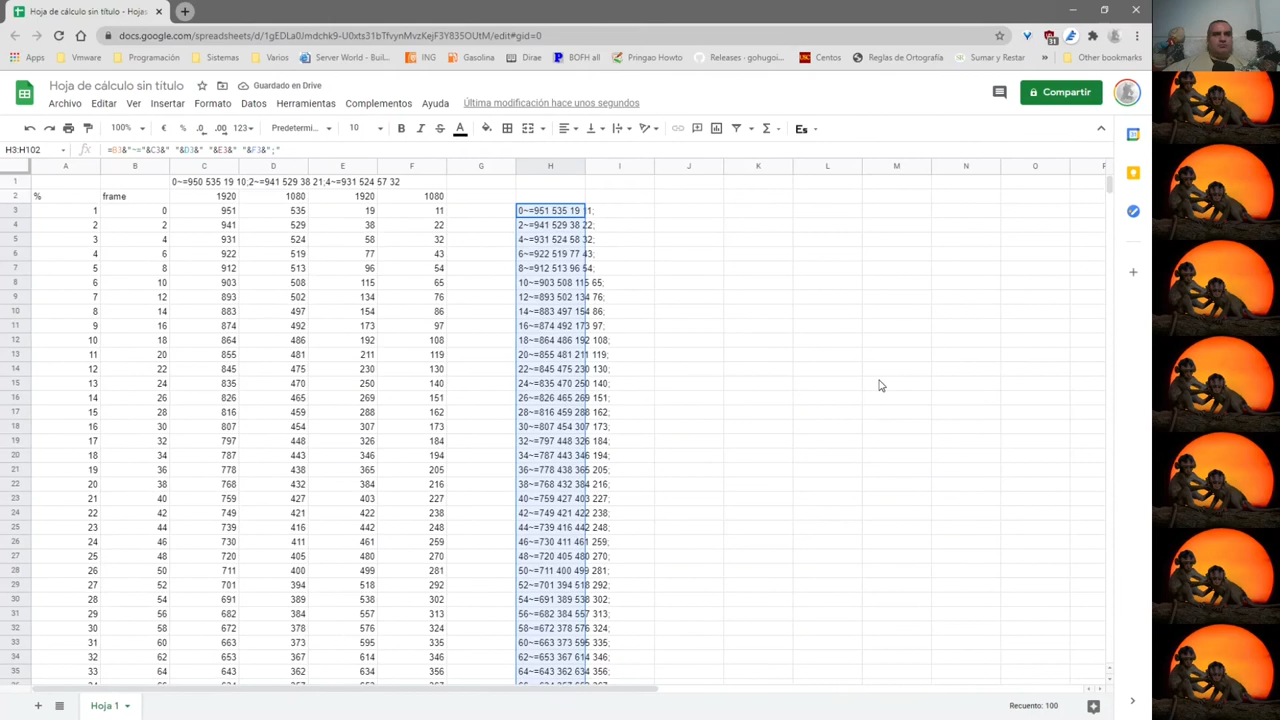 Hoja de cálculo sin título -
docs.google.com/spreadsheets/d/1gEDLa0Jmdchk9-U0xts31bTfvynMvzKejF3Y835OUtM/edit#gid=0
Apps Vmware Programación Sistemas Varios Server World - Buil... ING Gasolina Dirae BOFH all Pingao Howto Releases · gohugoi... Centos Reglas de Ortografía Sumar y Restar » Other bookmarks
Hoja de cálculo sin título
Guardado en Drive
Archivo Editar Ver Insertar Formato Datos Herramientas Complementos Ayuda Última modificación hace unos segundos
Compartir
100% € % .0 .00 123 Predetermi... 10 B I S A Σ Es
H3:H102 fx =B3&"~="&C3&" "&D3&" "&E3&" "&F3&";"
A B C D E F G H I J K L M N O
1 0~=950 535 19 10;2~=941 529 38 21;4~=931 524 57 32
2 % frame 1920 1080 1920 1080
3 1 0 951 535 19 11 0~=951 535 19 11;
4 2 2 941 529 38 22 2~=941 529 38 22;
5 3 4 931 524 58 32 4~=931 524 58 32;
6 4 6 922 519 77 43 6~=922 519 77 43;
7 5 8 912 513 96 54 8~=912 513 96 54;
8 6 10 903 508 115 65 10~=903 508 115 65;
9 7 12 893 502 134 76 12~=893 502 134 76;
10 8 14 883 497 154 86 14~=883 497 154 86;
11 9 16 874 492 173 97 16~=874 492 173 97;
12 10 18 864 486 192 108 18~=864 486 192 108;
13 11 20 855 481 211 119 20~=855 481 211 119;
14 12 22 845 475 230 130 22~=845 475 230 130;
15 13 24 835 470 250 140 24~=835 470 250 140;
16 14 26 826 465 269 151 26~=826 465 269 151;
17 15 28 816 459 288 162 28~=816 459 288 162;
18 16 30 807 454 307 173 30~=807 454 307 173;
19 17 32 797 448 326 184 32~=797 448 326 184;
20 18 34 787 443 346 194 34~=787 443 346 194;
21 19 36 778 438 365 205 36~=778 438 365 205;
22 20 38 768 432 384 216 38~=768 432 384 216;
23 21 40 759 427 403 227 40~=759 427 403 227;
24 22 42 749 421 422 238 42~=749 421 422 238;
25 23 44 739 416 442 248 44~=739 416 442 248;
26 24 46 730 411 461 259 46~=730 411 461 259;
27 25 48 720 405 480 270 48~=720 405 480 270;
28 26 50 711 400 499 281 50~=711 400 499 281;
29 27 52 701 394 518 292 52~=701 394 518 292;
30 28 54 691 389 538 302 54~=691 389 538 302;
31 29 56 682 384 557 313 56~=682 384 557 313;
32 30 58 672 378 576 324 58~=672 378 576 324;
33 31 60 663 373 595 335 60~=663 373 595 335;
34 32 62 653 367 614 346 62~=653 367 614 346;
35 33 64 643 362 634 356 64~=643 362 634 356;
Hoja 1
Recuento: 100